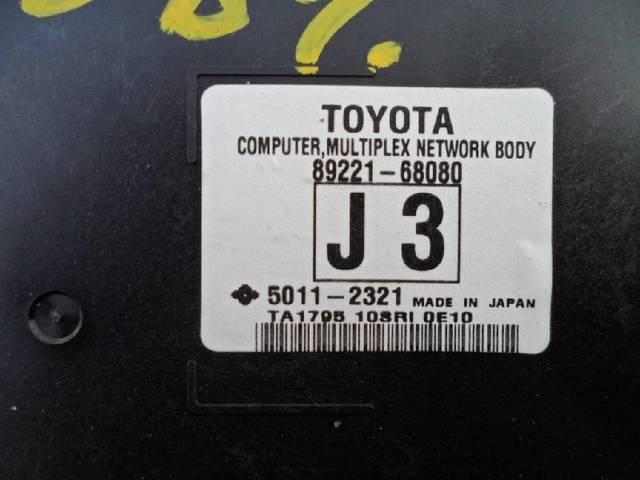 TOYOTA
COMPUTER,MULTIPLEX NETWORK BODY
89221-68080
J 3
5011-2321 MADE IN JAPAN
TA1795 108RI 0E10